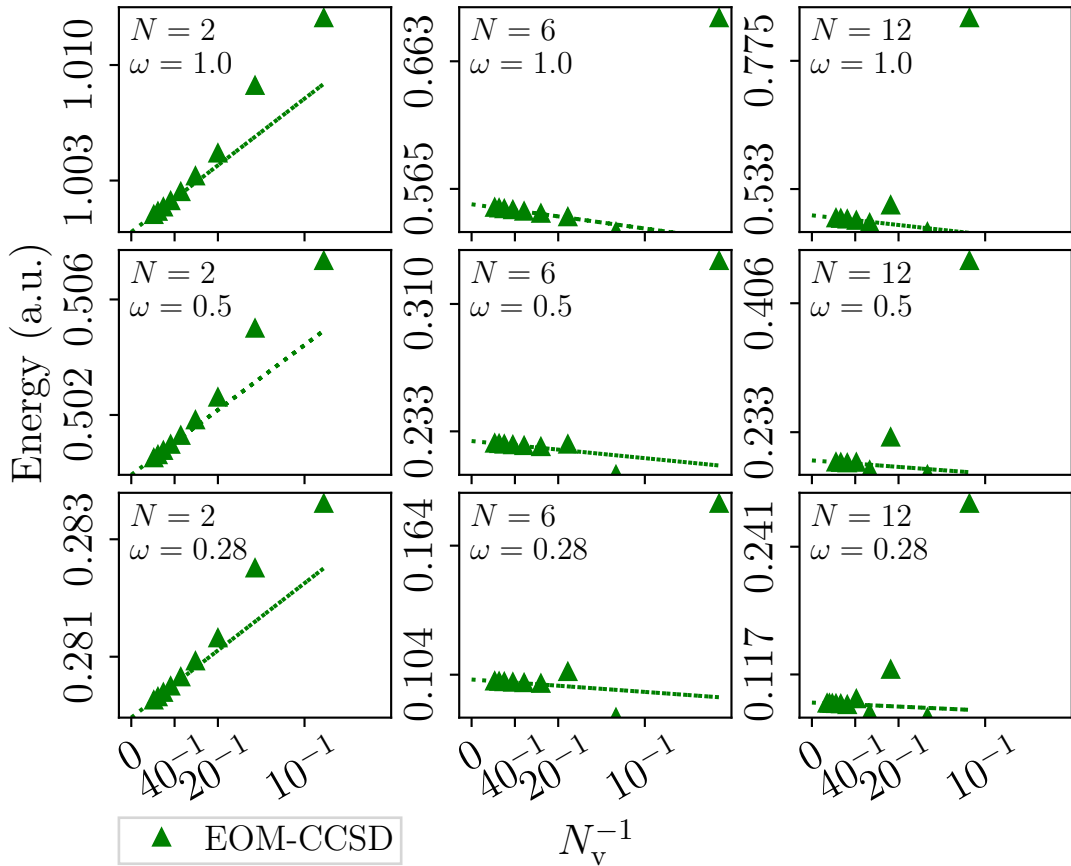 Energy (a.u.)
1.010
1.003
N = 2
ω = 1.0
0.663
0.565
N = 6
ω = 1.0
0.775
0.533
N = 12
ω = 1.0
0.506
0.502
N = 2
ω = 0.5
0.310
0.233
N = 6
ω = 0.5
0.406
0.233
N = 12
ω = 0.5
0.283
0.281
N = 2
ω = 0.28
0.164
0.104
N = 6
ω = 0.28
0.241
0.117
N = 12
ω = 0.28
0 40⁻¹ 20⁻¹ 10⁻¹
0 40⁻¹ 20⁻¹ 10⁻¹
0 40⁻¹ 20⁻¹ 10⁻¹
EOM-CCSD
N_v⁻¹